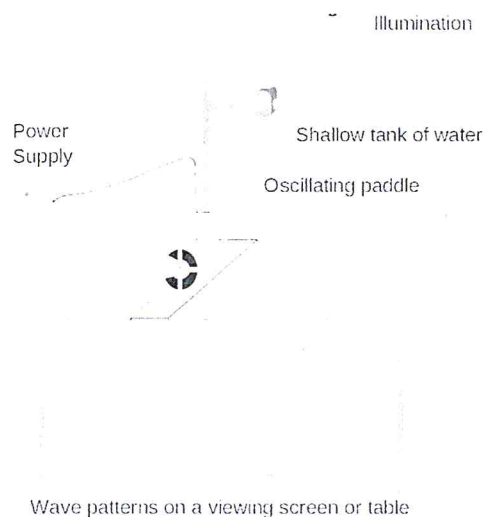 Illumination
Power
Supply
Shallow tank of water
Oscillating paddle
Wave patterns on a viewing screen or table